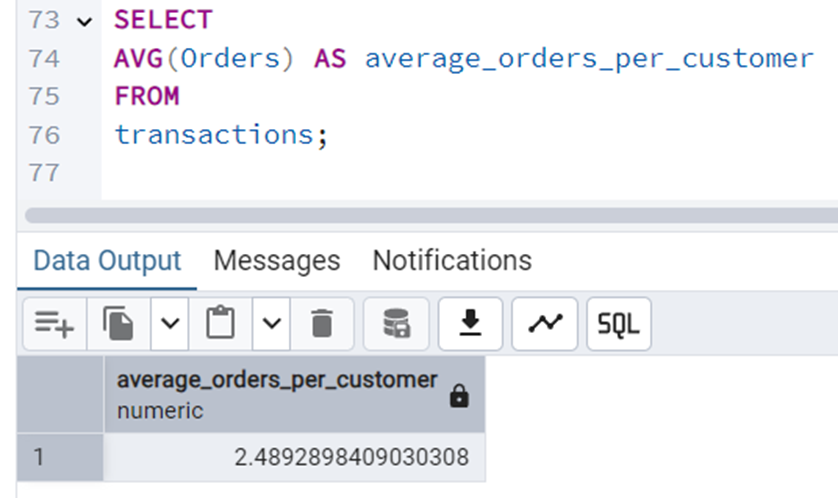 73 SELECT
74 AVG(Orders) AS average_orders_per_customer
75 FROM
76 transactions;
77
Data Output Messages Notifications
SQL
average_orders_per_customer
numeric
1 2.4892898409030308